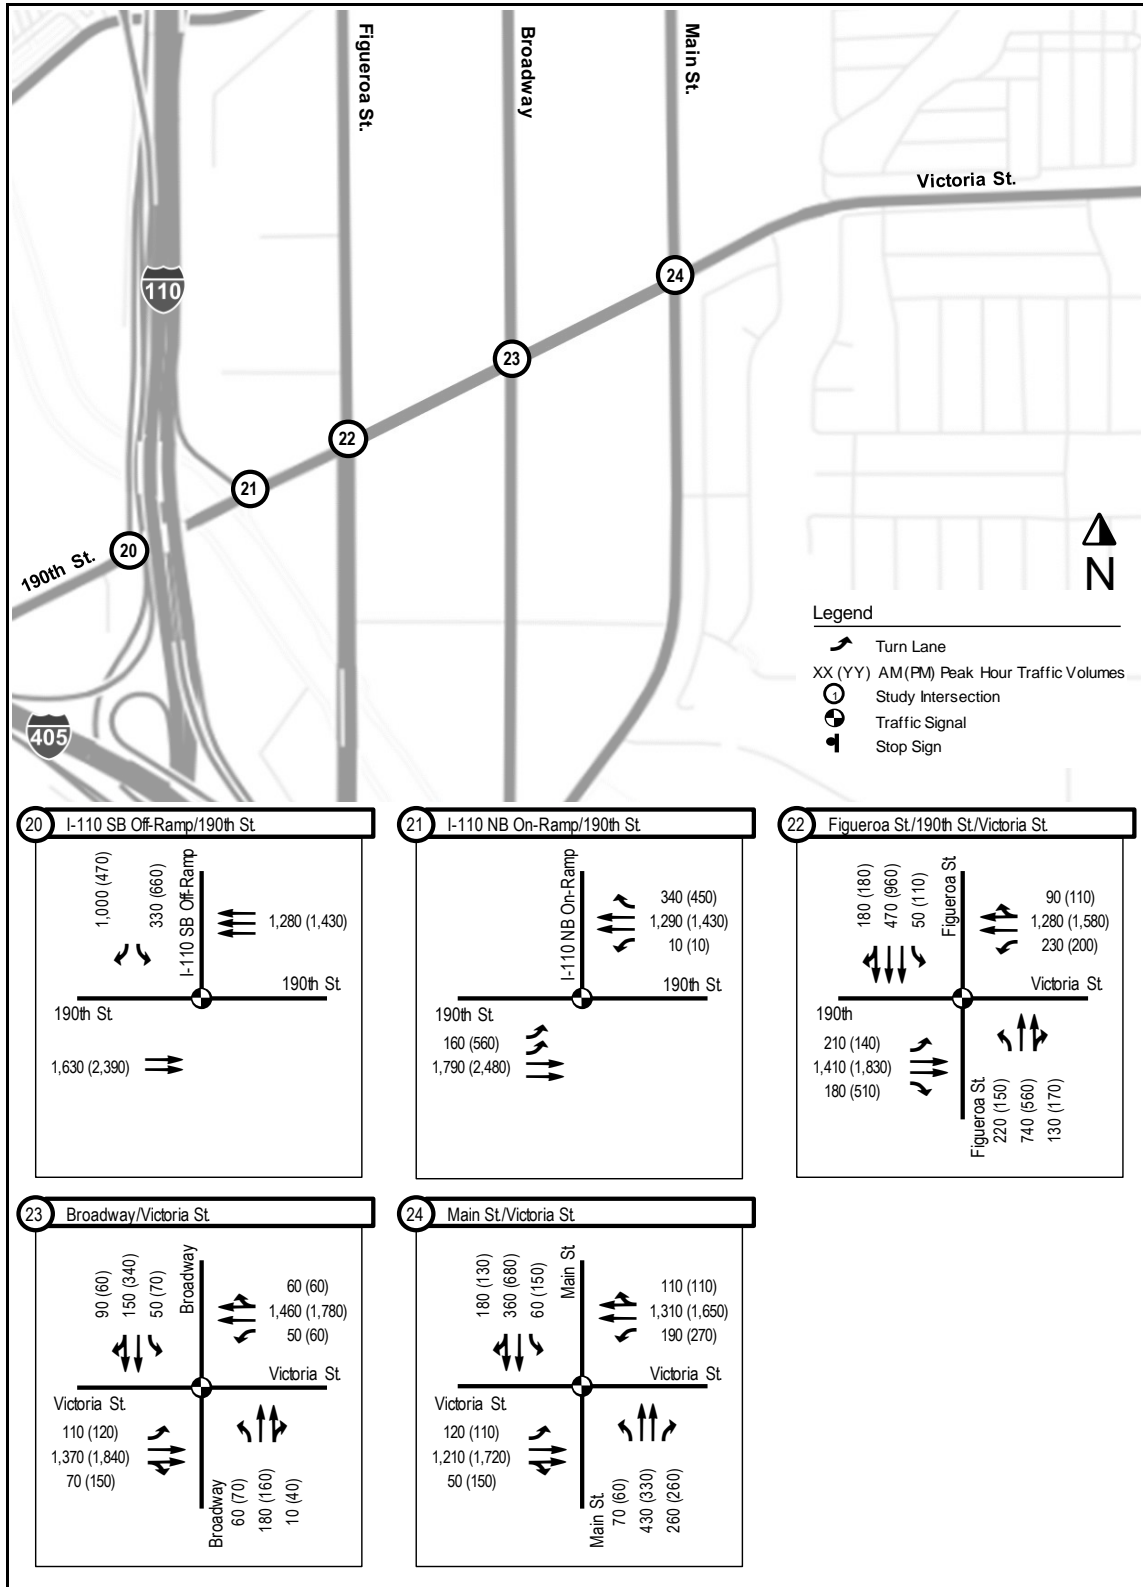 Figueroa St.
Broadway
Main St.
Victoria St.
110
24
23
22
21
20
190th St.
N
405
Legend
Turn Lane
XX (YY) AM(PM) Peak Hour Traffic Volumes
1 Study Intersection
Traffic Signal
Stop Sign
20 I-110 SB Off-Ramp/190th St.
1,000 (470)
330 (660)
I-110 SB Off-Ramp
1,280 (1,430)
190th St.
190th St.
1,630 (2,390)
21 I-110 NB On-Ramp/190th St.
I-110 NB On-Ramp
340 (450)
1,290 (1,430)
10 (10)
190th St.
190th St.
160 (560)
1,790 (2,480)
22 Figueroa St./190th St./Victoria St.
180 (180)
470 (960)
50 (110)
Figueroa St.
90 (110)
1,280 (1,580)
230 (200)
Victoria St.
190th
210 (140)
1,410 (1,830)
180 (510)
Figueroa St.
220 (150)
740 (560)
130 (170)
23 Broadway/Victoria St.
90 (60)
150 (340)
50 (70)
Broadway
60 (60)
1,460 (1,780)
50 (60)
Victoria St.
Victoria St.
110 (120)
1,370 (1,840)
70 (150)
Broadway
60 (70)
180 (160)
10 (40)
24 Main St./Victoria St.
180 (130)
360 (680)
60 (150)
Main St.
110 (110)
1,310 (1,650)
190 (270)
Victoria St.
Victoria St.
120 (110)
1,210 (1,720)
50 (150)
Main St.
70 (60)
430 (330)
260 (260)